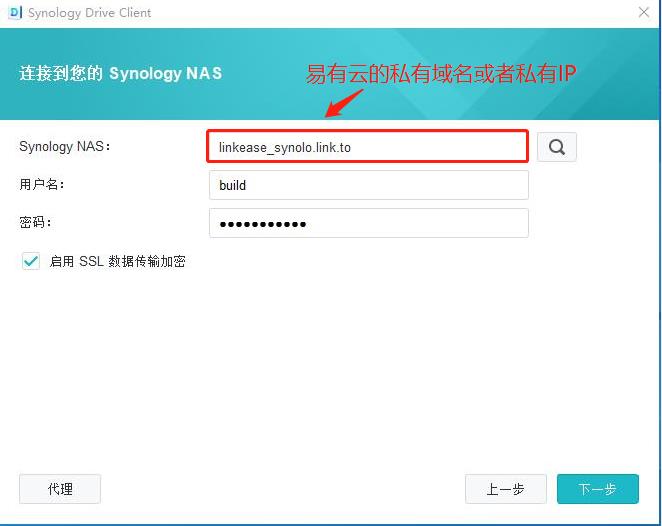 Synology Drive Client
连接到您的 Synology NAS
易有云的私有域名或者私有IP
Synology NAS：
linkease_synolo.link.to
用户名：
build
密码：
●●●●●●●●●●●
启用 SSL 数据传输加密
代理
上一步
下一步